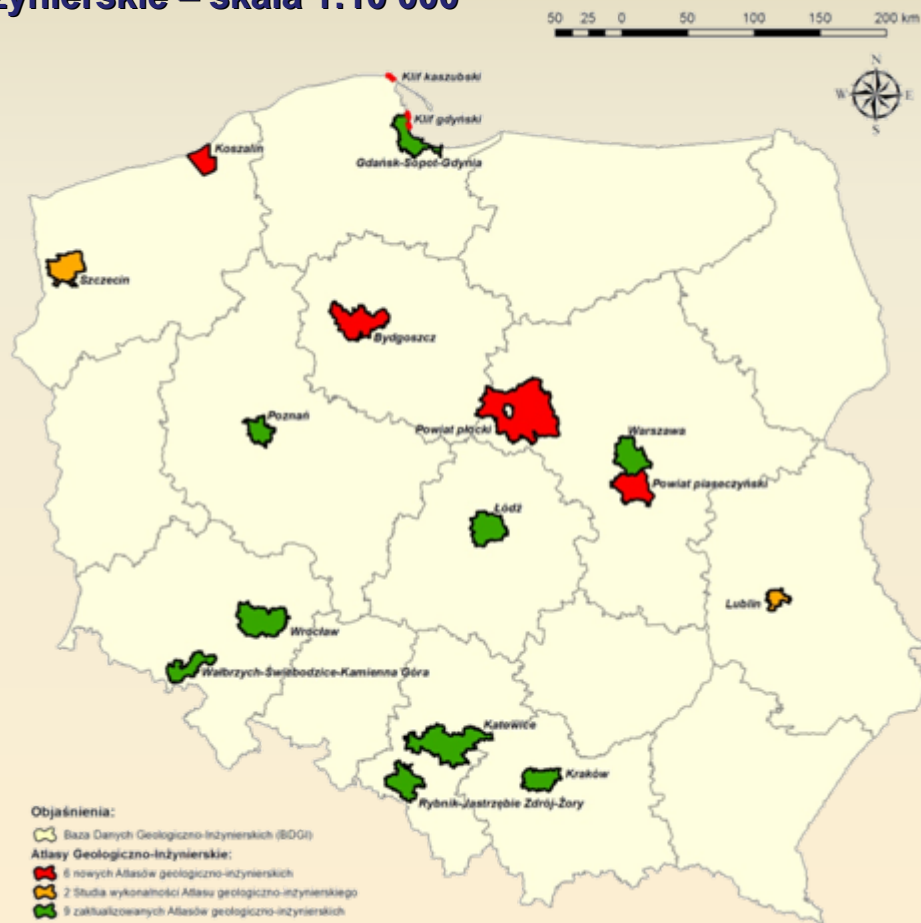 żynierskie – skala 1:10 000
50 25 0 50 100 150 200 km
N
W E
S
Klif kaszubski
Klif gdyński
Gdańsk-Sopot-Gdynia
Koszalin
Szczecin
Bydgoszcz
Poznań
Powiat płocki
Warszawa
Powiat piaseczyński
Łódź
Lublin
Wrocław
Wałbrzych-Świebodzice-Kamienna Góra
Katowice
Kraków
Rybnik-Jastrzębie Zdrój-Żory
Objaśnienia:
Baza Danych Geologiczno-Inżynierskich (BDGI)
Atlasy Geologiczno-Inżynierskie:
6 nowych Atlasów geologiczno-inżynierskich
2 Studia wykonalności Atlasu geologiczno-inżynierskiego
9 zaktualizowanych Atlasów geologiczno-inżynierskich